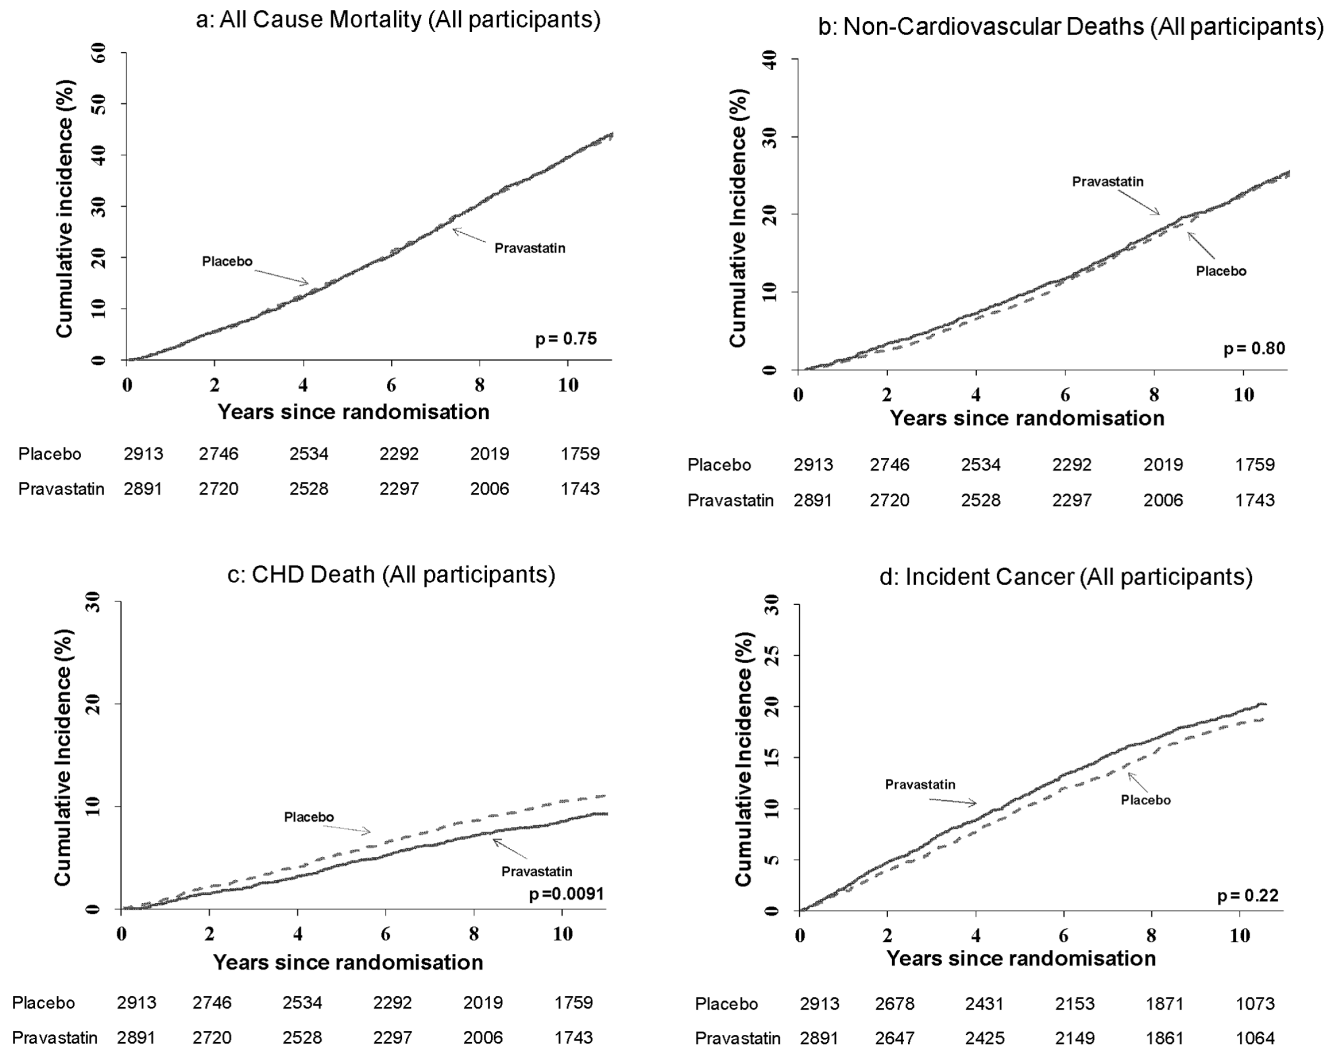 a: All Cause Mortality (All participants)
Cumulative incidence (%)
60
50
40
30
20
10
0
Placebo
Pravastatin
p = 0.75
0 2 4 6 8 10
Years since randomisation
Placebo 2913 2746 2534 2292 2019 1759
Pravastatin 2891 2720 2528 2297 2006 1743
b: Non-Cardiovascular Deaths (All participants)
Cumulative Incidence (%)
40
30
20
10
0
Pravastatin
Placebo
p = 0.80
0 2 4 6 8 10
Years since randomisation
Placebo 2913 2746 2534 2292 2019 1759
Pravastatin 2891 2720 2528 2297 2006 1743
c: CHD Death (All participants)
Cumulative Incidence (%)
30
20
10
0
Placebo
Pravastatin
p=0.0091
0 2 4 6 8 10
Years since randomisation
Placebo 2913 2746 2534 2292 2019 1759
Pravastatin 2891 2720 2528 2297 2006 1743
d: Incident Cancer (All participants)
Cumulative Incidence (%)
30
25
20
15
10
5
0
Pravastatin
Placebo
p = 0.22
0 2 4 6 8 10
Years since randomisation
Placebo 2913 2678 2431 2153 1871 1073
Pravastatin 2891 2647 2425 2149 1861 1064